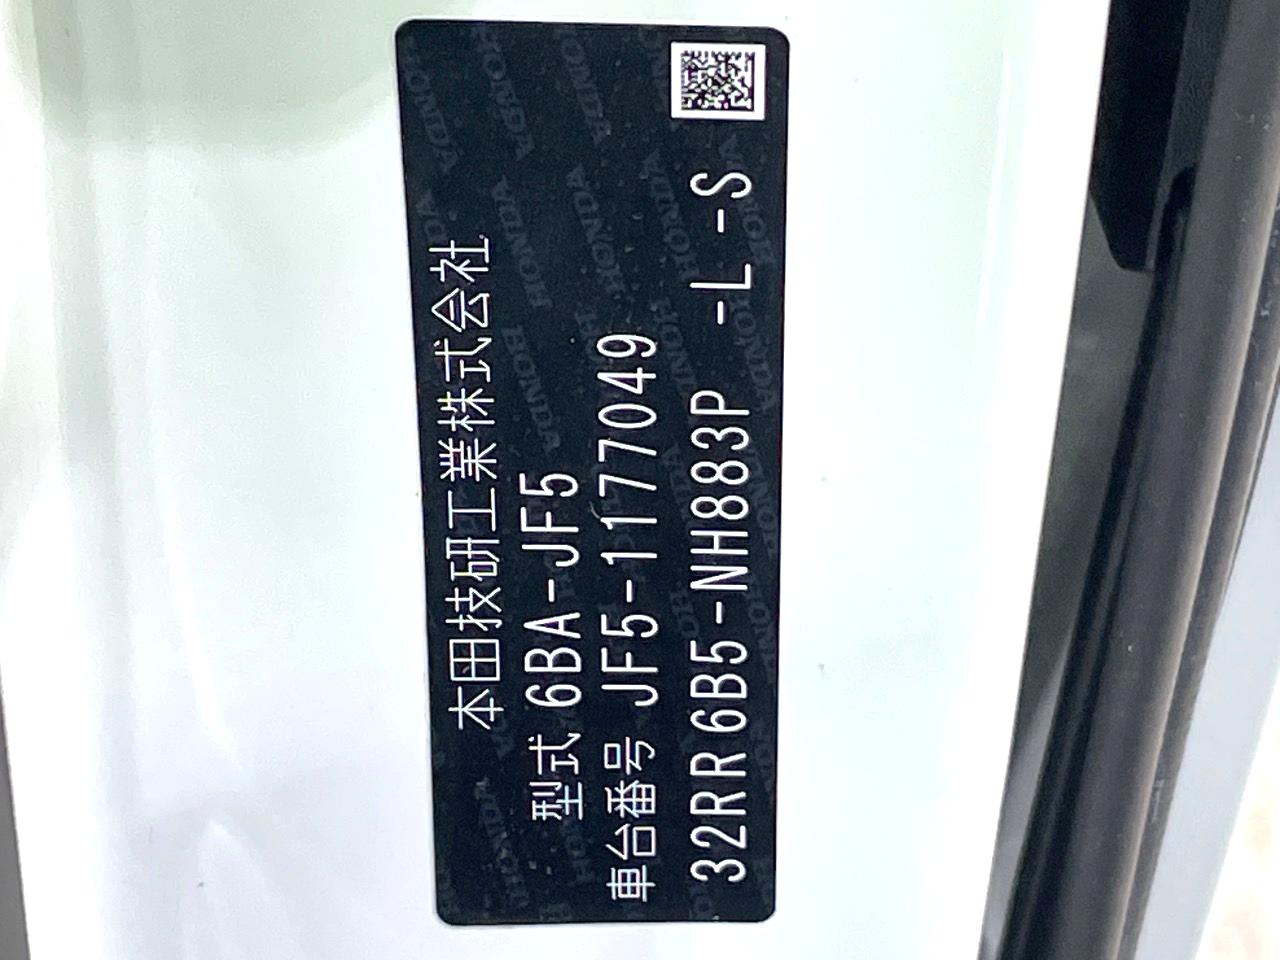 本田技研工業株式会社
型式 6BA-JF5
車台番号 JF5-1177049
32RR6B5-NH883P -L -S